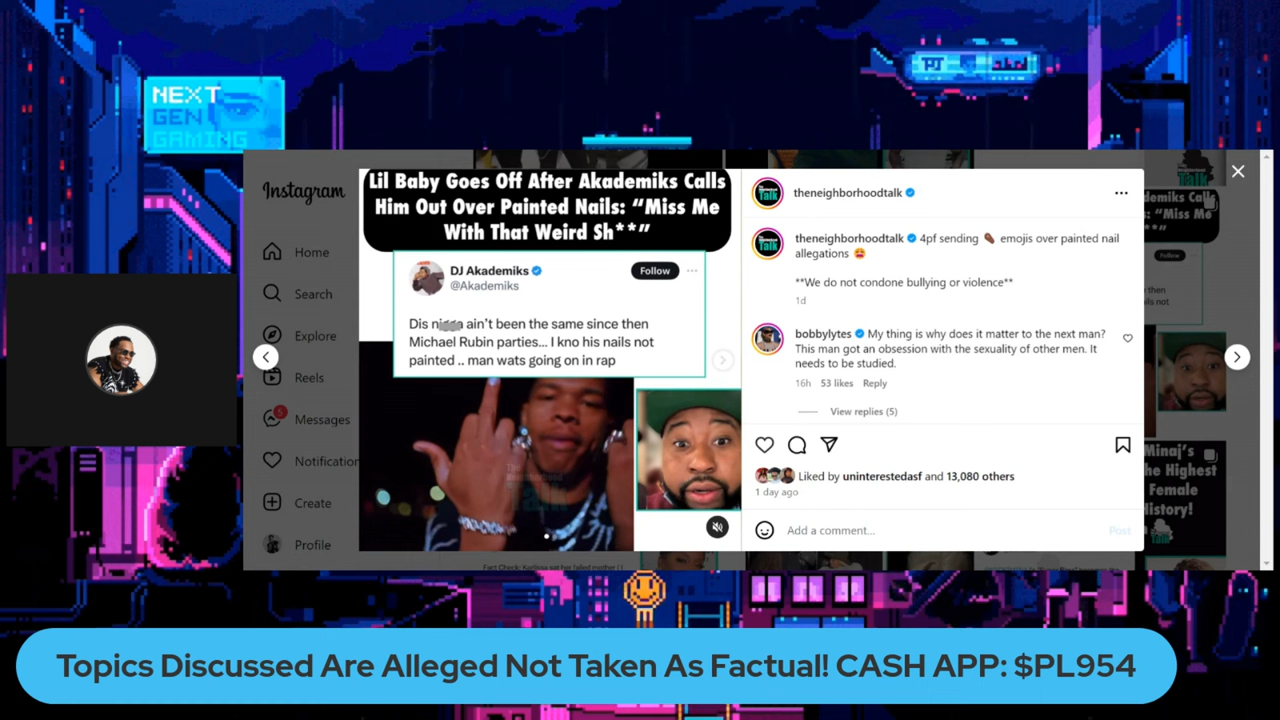 NEXT
GEN
GAMING
Instagram
Home
Search
Explore
Reels
5
Messages
Notification
Create
Profile
Lil Baby Goes Off After Akademiks Calls
Him Out Over Painted Nails: “Miss Me
With That Weird Sh**”
DJ Akademiks
@Akademiks
Follow
Dis ain't been the same since then
Michael Rubin parties... I kno his nails not
painted .. man wats going on in rap
theneighborhoodtalk
theneighborhoodtalk 4pf sending emojis over painted nail
allegations
**We do not condone bullying or violence**
1d
bobbylytes My thing is why does it matter to the next man?
This man got an obsession with the sexuality of other men. It
needs to be studied.
16h 53 likes Reply
View replies (5)
Liked by uninterestedasf and 13,080 others
1 day ago
Add a comment...
Post
Minaj's
he Highest
Female
History!
Topics Discussed Are Alleged Not Taken As Factual! CASH APP: $PL954